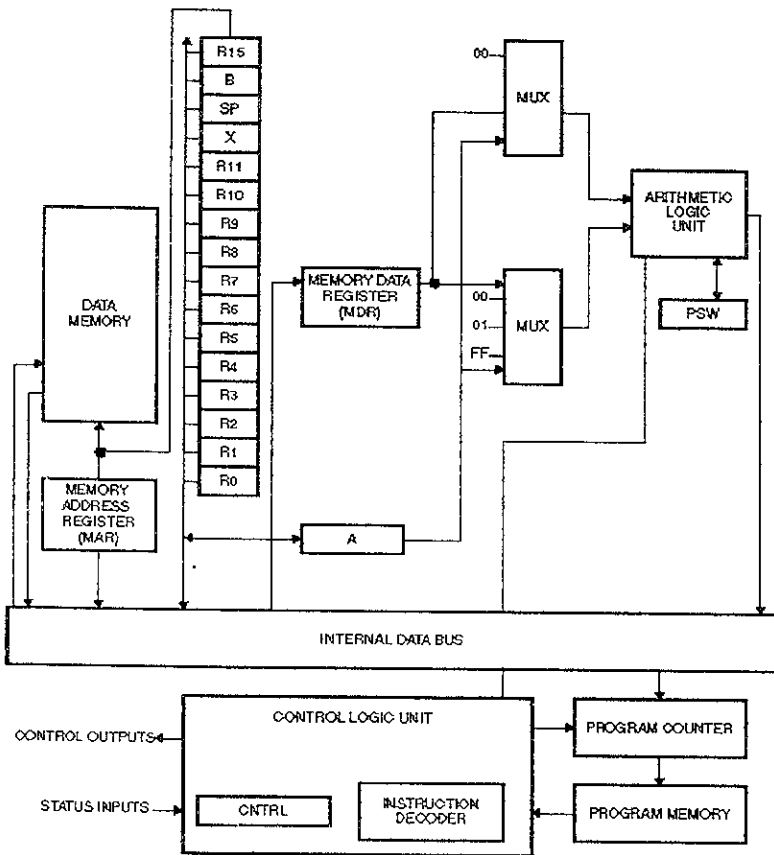 R15
B
SP
X
R11
R10
R9
R8
R7
R6
R5
R4
R3
R2
R1
R0
DATA
MEMORY
MEMORY
ADDRESS
REGISTER
(MAR)
MEMORY DATA
REGISTER
(MDR)
A
00
MUX
00
01
FF
MUX
ARITHMETIC
LOGIC
UNIT
PSW
INTERNAL DATA BUS
CONTROL LOGIC UNIT
CONTROL OUTPUTS
STATUS INPUTS
CNTRL
INSTRUCTION
DECODER
PROGRAM COUNTER
PROGRAM MEMORY